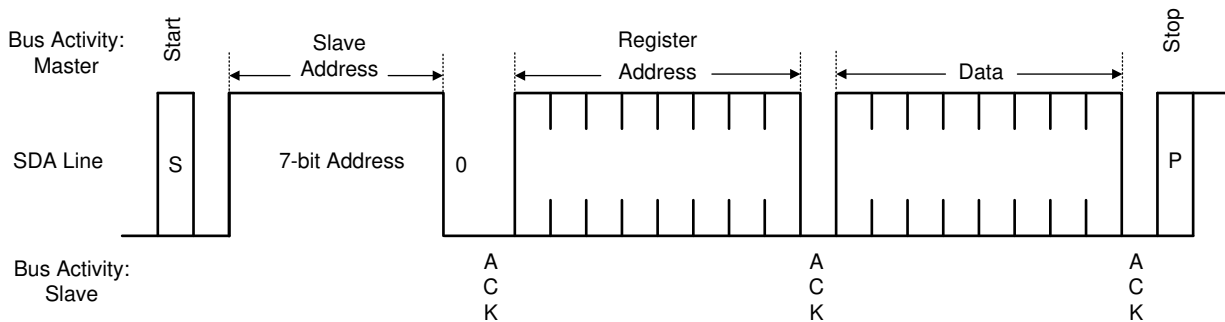 Bus Activity:
Master
Start
Slave
Address
Register
Address
Data
Stop
SDA Line
S
7-bit Address
0
P
Bus Activity:
Slave
A
C
K
A
C
K
A
C
K